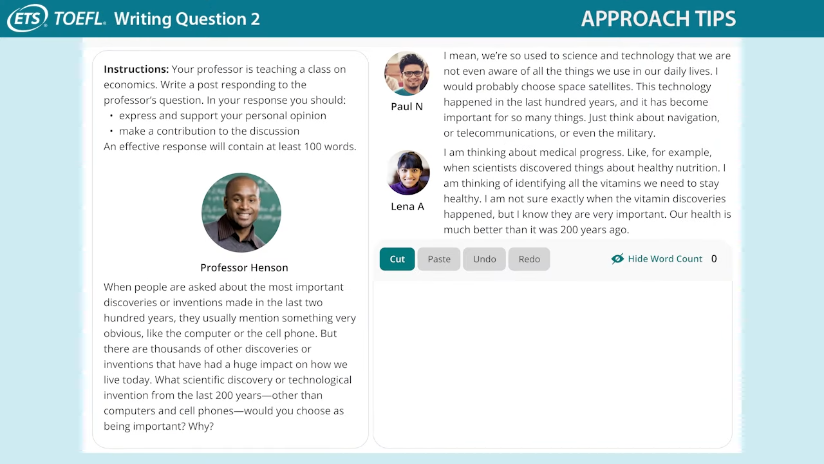 ETS TOEFL. Writing Question 2
APPROACH TIPS
Instructions: Your professor is teaching a class on
economics. Write a post responding to the
professor's question. In your response you should:
• express and support your personal opinion
• make a contribution to the discussion
An effective response will contain at least 100 words.
Professor Henson
When people are asked about the most important
discoveries or inventions made in the last two
hundred years, they usually mention something very
obvious, like the computer or the cell phone. But
there are thousands of other discoveries or
inventions that have had a huge impact on how we
live today. What scientific discovery or technological
invention from the last 200 years—other than
computers and cell phones—would you choose as
being important? Why?
Paul N
I mean, we're so used to science and technology that we are
not even aware of all the things we use in our daily lives. I
would probably choose space satellites. This technology
happened in the last hundred years, and it has become
important for so many things. Just think about navigation,
or telecommunications, or even the military.
Lena A
I am thinking about medical progress. Like, for example,
when scientists discovered things about healthy nutrition. I
am thinking of identifying all the vitamins we need to stay
healthy. I am not sure exactly when the vitamin discoveries
happened, but I know they are very important. Our health is
much better than it was 200 years ago.
Cut Paste Undo Redo Hide Word Count 0